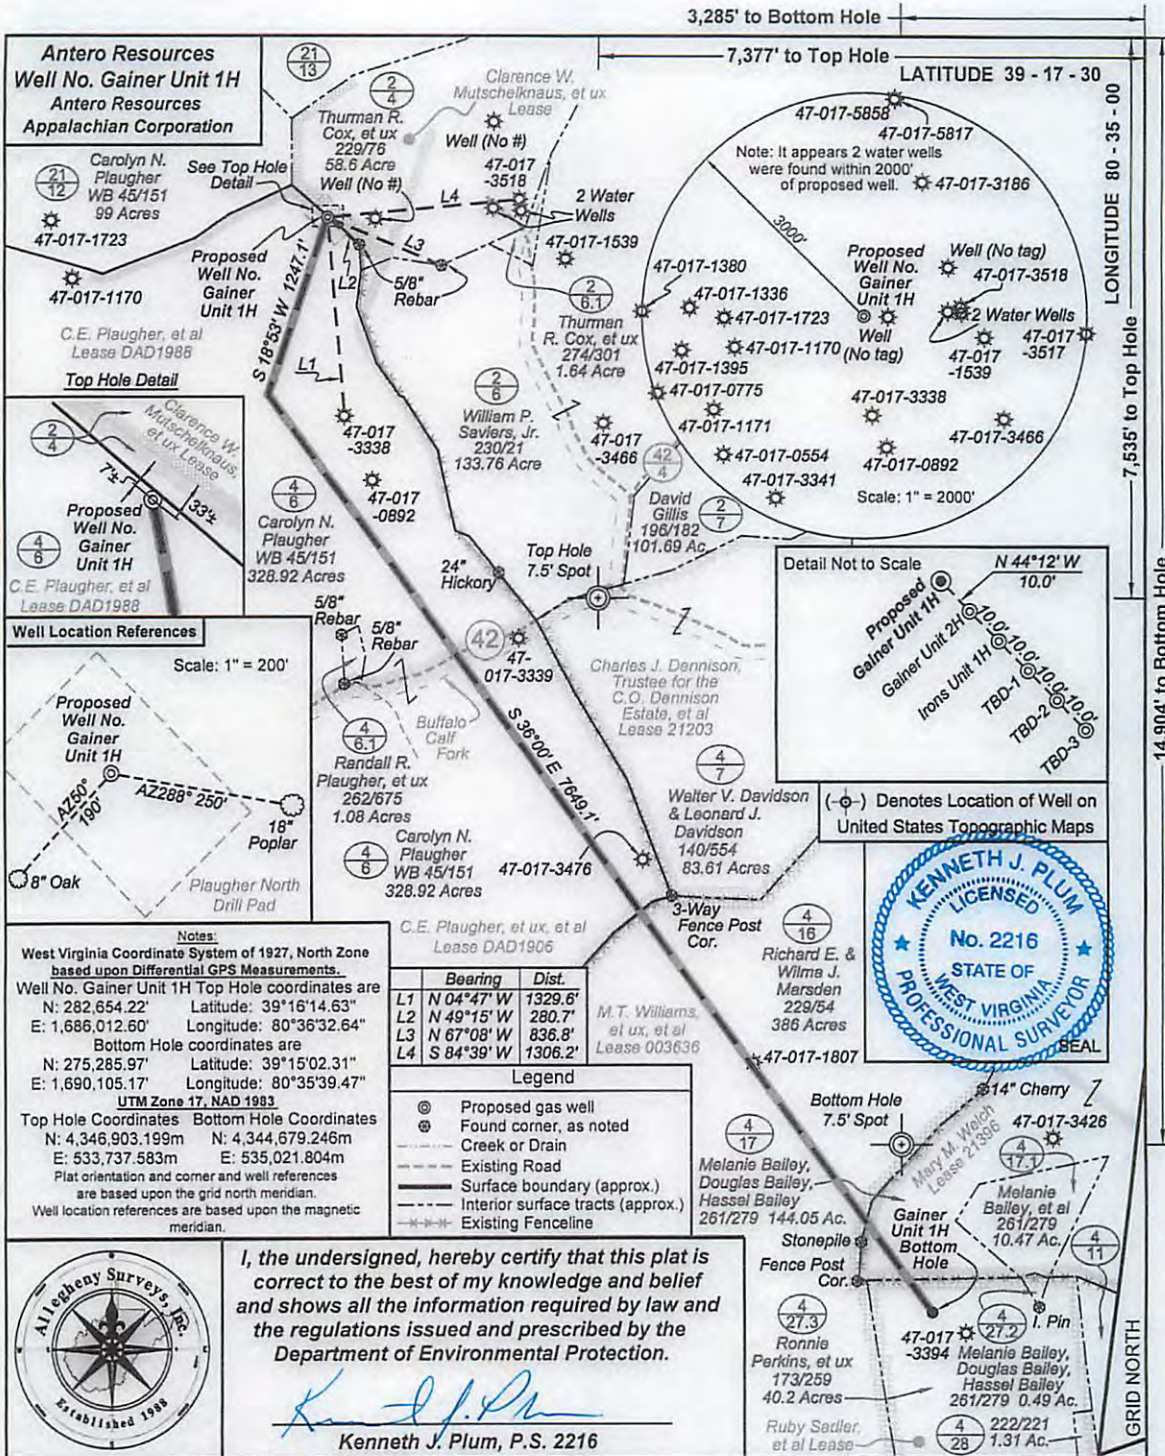 3,285' to Bottom Hole
7,377' to Top Hole
LATITUDE 39 - 17 - 30
LONGITUDE 80 - 35 - 00
7,535' to Top Hole
14,904' to Bottom Hole
Antero Resources
Well No. Gainer Unit 1H
Antero Resources
Appalachian Corporation
21
13
2
4
Thurman R.
Cox, et ux
229/76
58.6 Acre
Well (No #)
Clarence W.
Mutschelknaus, et ux
Lease
Well (No #)
47-017
-3518
21
12
Carolyn N.
Plaugher
WB 45/151
99 Acres
See Top Hole
Detail
47-017-1723
47-017-1170
Proposed
Well No.
Gainer
Unit 1H
C.E. Plaugher, et al
Lease DAD1988
S 18°53' W 1247.1'
L1
L2
L3
L4
5/8"
Rebar
2 Water
Wells
47-017-1539
2
6.1
Thurman
R. Cox, et ux
274/301
1.64 Acre
2
6
William P.
Saviers, Jr.
230/21
133.76 Acre
47-017
-3338
47-017
-0892
47-017
-3466
42
4
David
Gillis
196/182
101.69 Ac.
2
7
47-017-5858
47-017-5817
Note: It appears 2 water wells
were found within 2000'
of proposed well.
47-017-3186
3000'
Proposed
Well No.
Gainer
Unit 1H
Well (No tag)
47-017-3518
47-017-1380
47-017-1336
47-017-1723
Well
(No tag)
2 Water Wells
47-017
-3517
47-017-1170
47-017
-1539
47-017-1395
47-017-0775
47-017-3338
47-017-1171
47-017-3466
47-017-0554
47-017-0892
47-017-3341
Scale: 1" = 2000'
Top Hole Detail
2
4
Clarence W.
Mutschelknaus,
et ux Lease
7'±
33'±
Proposed
Well No.
Gainer
Unit 1H
4
6
C.E. Plaugher, et al
Lease DAD1988
4
6
Carolyn N.
Plaugher
WB 45/151
328.92 Acres
24"
Hickory
Top Hole
7.5' Spot
Detail Not to Scale
N 44°12' W
10.0'
Proposed
Gainer Unit 1H
Gainer Unit 2H
Irons Unit 1H
TBD-1
TBD-2
TBD-3
10.0'
10.0'
10.0'
10.0'
Well Location References
Scale: 1" = 200'
Proposed
Well No.
Gainer
Unit 1H
AZ50°
190'
AZ288° 250'
18"
Poplar
8" Oak
Plaugher North
Drill Pad
5/8"
Rebar
5/8"
Rebar
42
47-
017-3339
Buffalo
Calf
Fork
S 36°00' E 7649.1'
Charles J. Dennison,
Trustee for the
C.O. Dennison
Estate, et al
Lease 21203
4
6.1
Randall R.
Plaugher, et ux
262/675
1.08 Acres
4
6
Carolyn N.
Plaugher
WB 45/151
328.92 Acres
47-017-3476
4
7
Walter V. Davidson
& Leonard J.
Davidson
140/554
83.61 Acre
(-o-) Denotes Location of Well on
United States Topographic Maps
KENNETH J. PLUM
LICENSED
No. 2216
STATE OF
WEST VIRGINIA
PROFESSIONAL SURVEYOR
SEAL
C.E. Plaugher, et ux, et al
Lease DAD1906
3-Way
Fence Post
Cor.
4
16
Richard E. &
Wilma J.
Marsden
229/54
386 Acres
Notes:
West Virginia Coordinate System of 1927, North Zone
based upon Differential GPS Measurements.
Well No. Gainer Unit 1H Top Hole coordinates are
N: 282,654.22' Latitude: 39°16'14.63"
E: 1,686,012.60' Longitude: 80°36'32.64"
Bottom Hole coordinates are
N: 275,285.97' Latitude: 39°15'02.31"
E: 1,690,105.17' Longitude: 80°35'39.47"
UTM Zone 17, NAD 1983
Top Hole Coordinates Bottom Hole Coordinates
N: 4,346,903.199m N: 4,344,679.246m
E: 533,737.583m E: 535,021.804m
Plat orientation and corner and well references
are based upon the grid north meridian.
Well location references are based upon the magnetic
meridian.
Bearing Dist.
L1 N 04°47' W 1329.6'
L2 N 49°15' W 280.7'
L3 N 67°08' W 836.8'
L4 S 84°39' W 1306.2'
M.T. Williams,
et ux, et al
Lease 003636
Legend
Proposed gas well
Found corner, as noted
Creek or Drain
Existing Road
Surface boundary (approx.)
Interior surface tracts (approx.)
Existing Fenceline
47-017-1807
Bottom Hole
7.5' Spot
14" Cherry
47-017-3426
Mary M. Welch
Lease 21396
4
17
Melanie Bailey,
Douglas Bailey,
Hassel Bailey
261/279 144.05 Ac.
4
17.1
Melanie
Bailey, et al
261/279
10.47 Ac.
4
11
Gainer
Unit 1H
Bottom
Hole
Stonepile
Fence Post
Cor.
I. Pin
4
27.3
Ronnie
Perkins, et ux
173/259
40.2 Acres
47-017
-3394
4
27.2
Melanie Bailey,
Douglas Bailey,
Hassel Bailey
261/279 0.49 Ac.
Ruby Sadler,
et al Lease
4
28
222/221
1.31 Ac.
GRID NORTH
Allegheny Surveys, Inc.
Established 1988
I, the undersigned, hereby certify that this plat is
correct to the best of my knowledge and belief
and shows all the information required by law and
the regulations issued and prescribed by the
Department of Environmental Protection.
Kenneth J. Plum, P.S. 2216